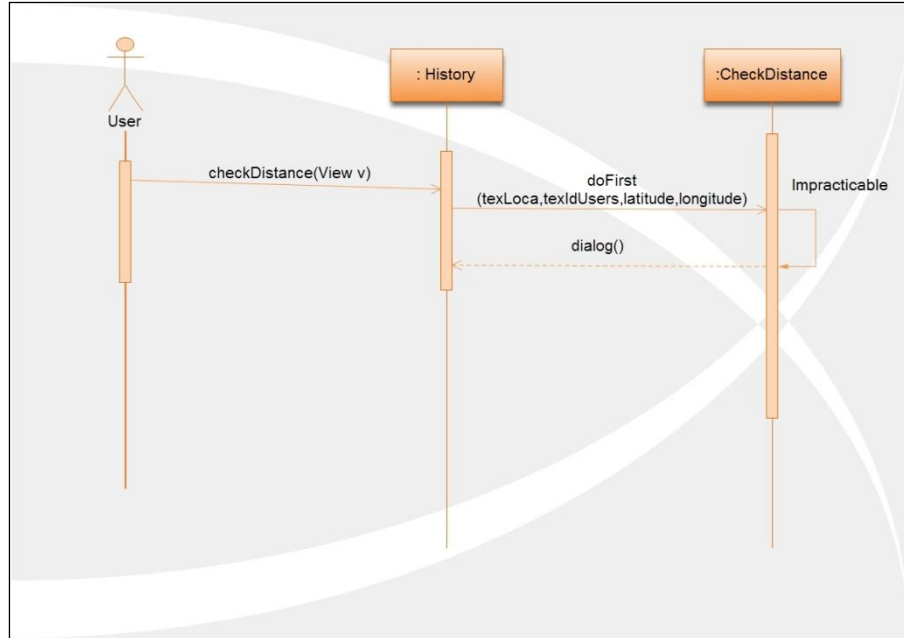 : History
:CheckDistance
User
checkDistance(View v)
doFirst
(texLoca,texIdUsers,latitude,longitude)
Impracticable
dialog()